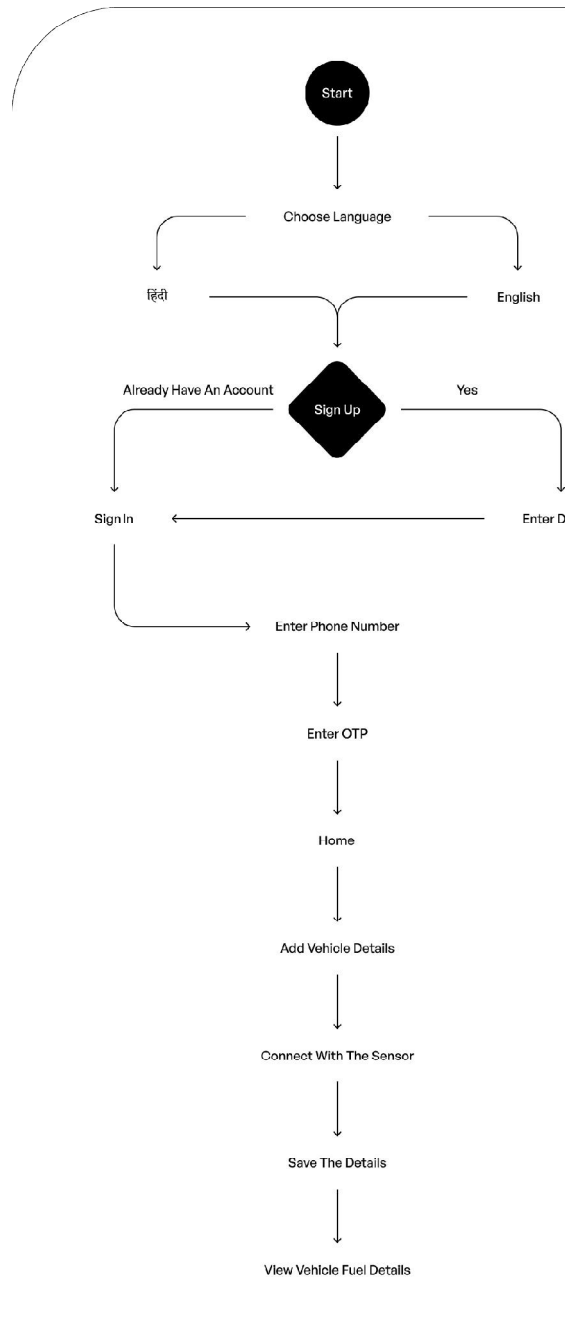 Start
Choose Language
हिंदी
English
Already Have An Account
Sign Up
Yes
Sign In
Enter D
Enter Phone Number
Enter OTP
Home
Add Vehicle Details
Connect With The Sensor
Save The Details
View Vehicle Fuel Details